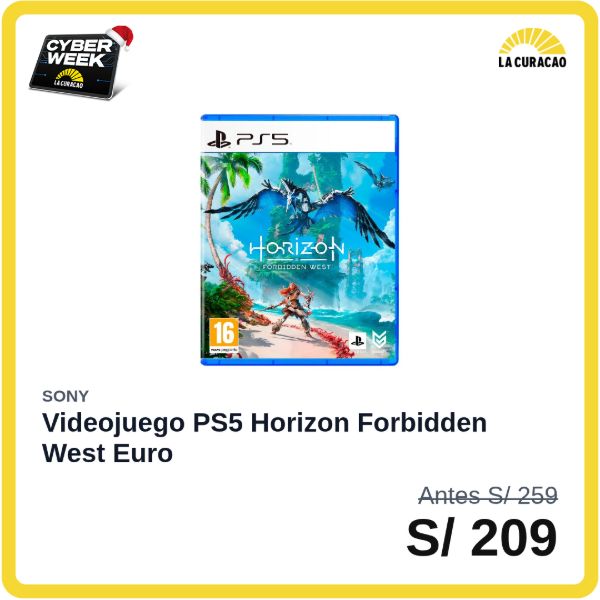 CYBER
WEEK
LA CURACAO
LA CURACAO
PS5
HORIZON
FORBIDDEN WEST
16
SONY
Videojuego PS5 Horizon Forbidden
West Euro
Antes S/ 259
S/ 209